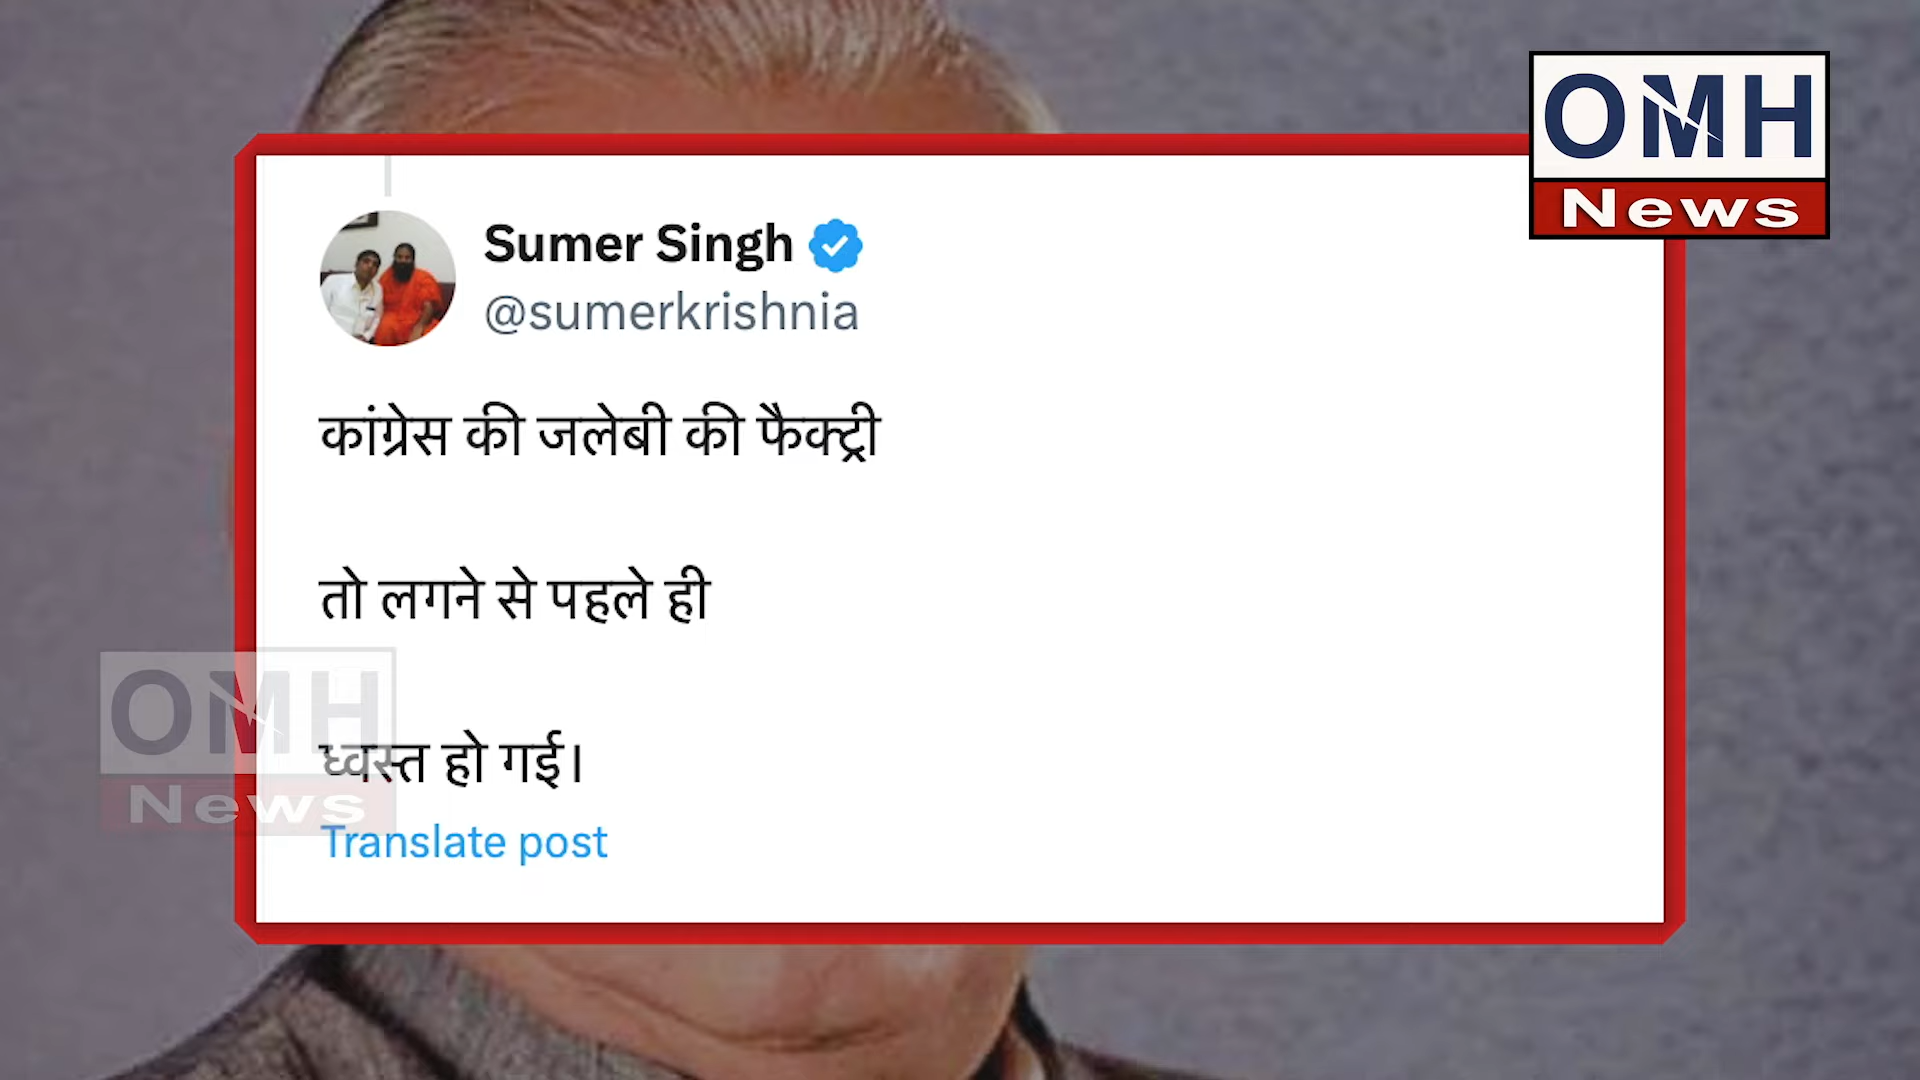 OMH
News
Sumer Singh
@sumerkrishnia
कांग्रेस की जलेबी की फैक्ट्री
तो लगने से पहले ही
ध्वस्त हो गई।
OMH
News
Translate post